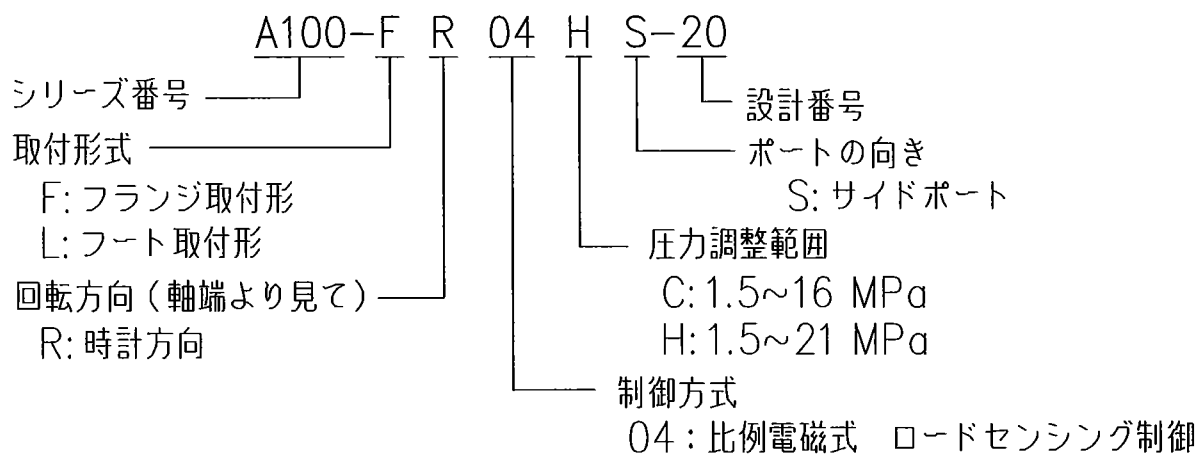 A100-F R 04 H S-20
シリーズ番号
取付形式
F:フランジ取付形
L:フート取付形
回転方向(軸端より見て)
R:時計方向
設計番号
ポートの向き
S:サイドポート
圧力調整範囲
C:1.5~16 MPa
H:1.5~21 MPa
制御方式
04:比例電磁式 ロードセンシング制御